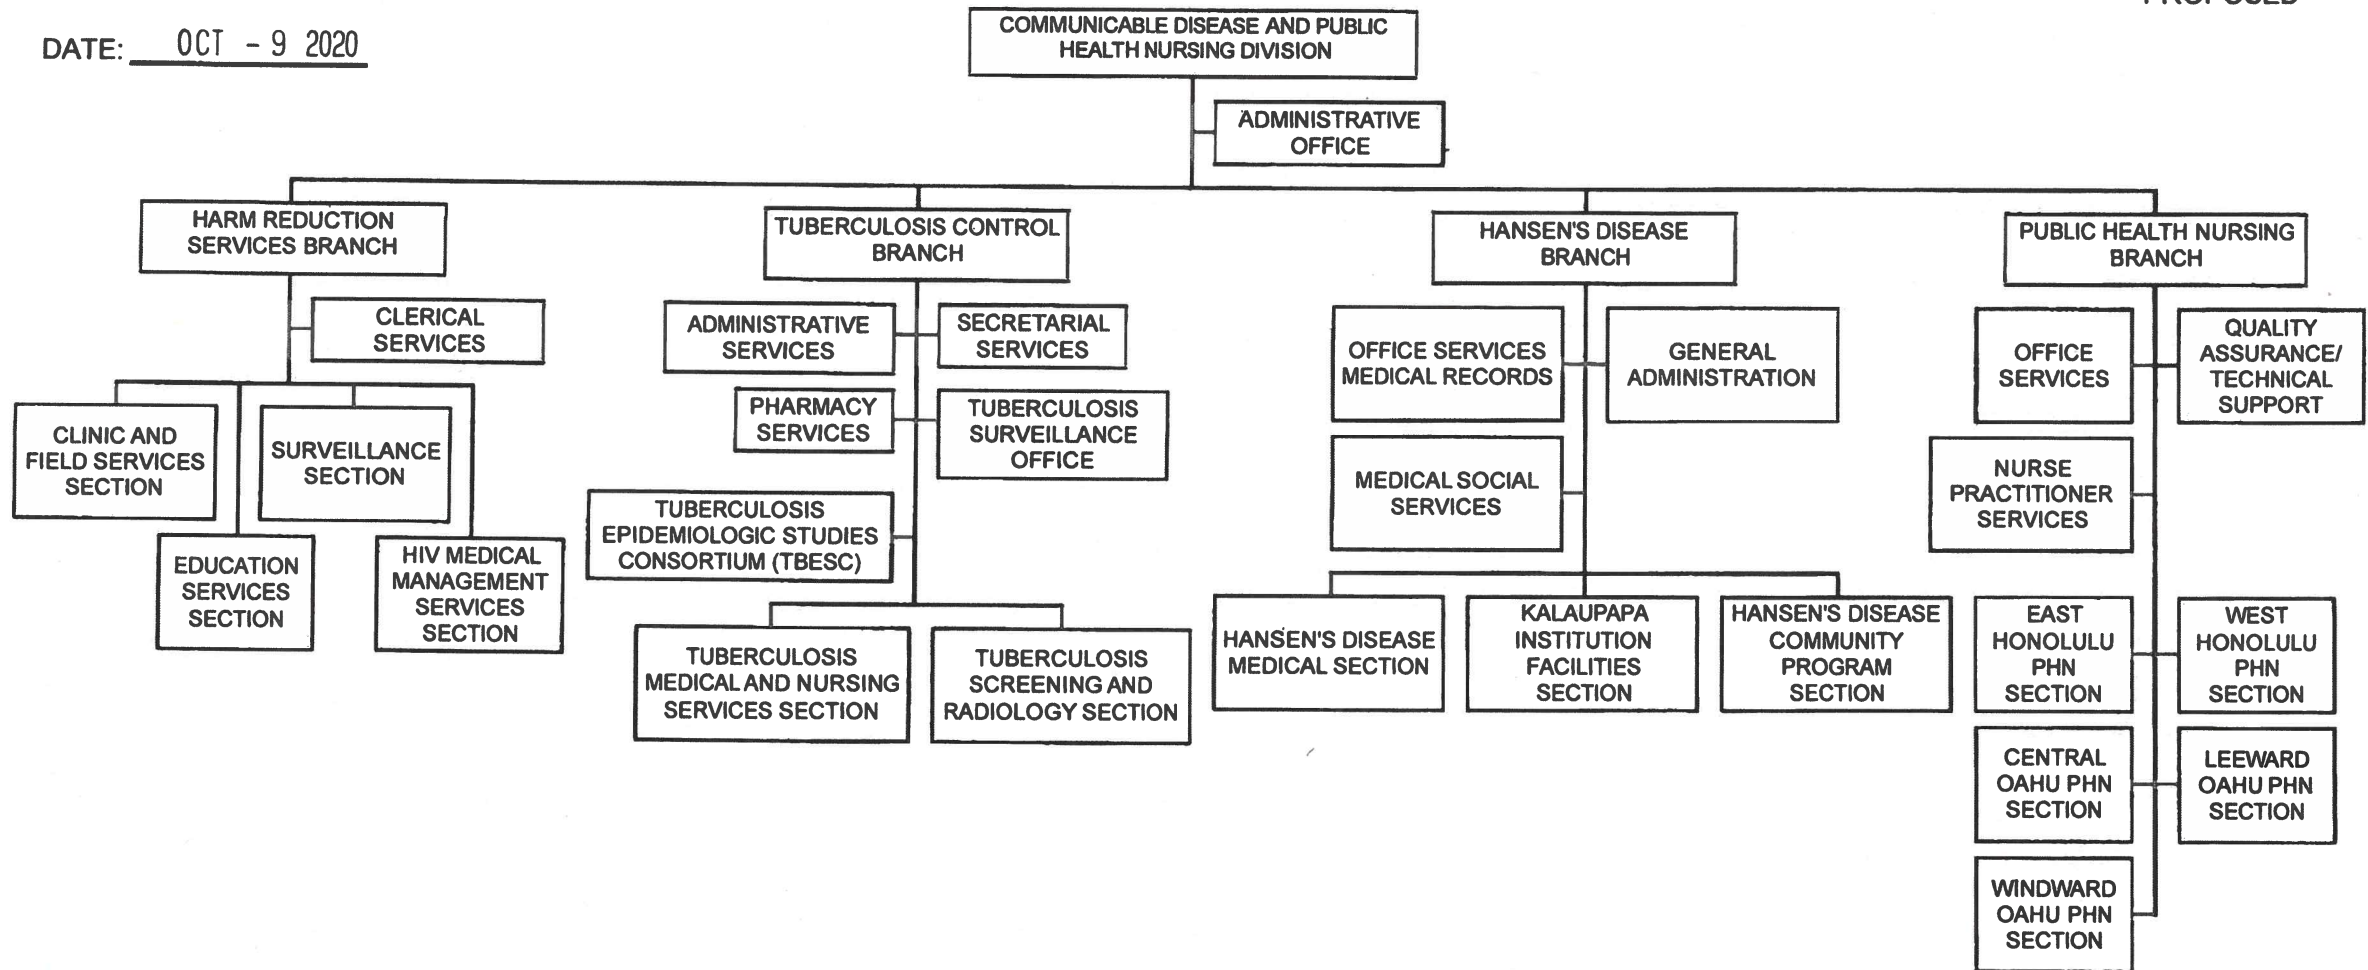 PROPOSED
DATE: OCT - 9 2020
COMMUNICABLE DISEASE AND PUBLIC
HEALTH NURSING DIVISION
ADMINISTRATIVE
OFFICE
HARM REDUCTION
SERVICES BRANCH
CLERICAL
SERVICES
CLINIC AND
FIELD SERVICES
SECTION
SURVEILLANCE
SECTION
EDUCATION
SERVICES
SECTION
HIV MEDICAL
MANAGEMENT
SERVICES
SECTION
TUBERCULOSIS CONTROL
BRANCH
ADMINISTRATIVE
SERVICES
SECRETARIAL
SERVICES
PHARMACY
SERVICES
TUBERCULOSIS
SURVEILLANCE
OFFICE
TUBERCULOSIS
EPIDEMIOLOGIC STUDIES
CONSORTIUM (TBESC)
TUBERCULOSIS
MEDICAL AND NURSING
SERVICES SECTION
TUBERCULOSIS
SCREENING AND
RADIOLOGY SECTION
HANSEN'S DISEASE
BRANCH
OFFICE SERVICES
MEDICAL RECORDS
GENERAL
ADMINISTRATION
MEDICAL SOCIAL
SERVICES
HANSEN'S DISEASE
MEDICAL SECTION
KALAUPAPA
INSTITUTION
FACILITIES
SECTION
HANSEN'S DISEASE
COMMUNITY
PROGRAM
SECTION
PUBLIC HEALTH NURSING
BRANCH
OFFICE
SERVICES
QUALITY
ASSURANCE/
TECHNICAL
SUPPORT
NURSE
PRACTITIONER
SERVICES
EAST
HONOLULU
PHN
SECTION
WEST
HONOLULU
PHN
SECTION
CENTRAL
OAHU PHN
SECTION
LEEWARD
OAHU PHN
SECTION
WINDWARD
OAHU PHN
SECTION